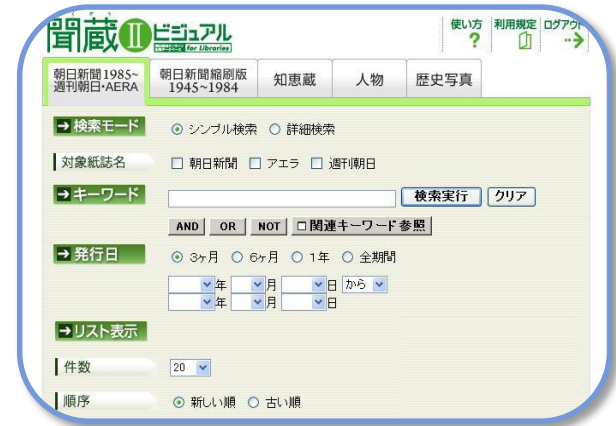 聞蔵Ⅱビジュアル
for Libraries
使い方 利用規定 ログアウト
?
朝日新聞1985~
週刊朝日・AERA
朝日新聞縮刷版
1945~1984
知恵蔵
人物
歴史写真
検索モード
シンプル検索 詳細検索
対象紙誌名
朝日新聞 アエラ 週刊朝日
キーワード
検索実行 クリア
AND OR NOT 関連キーワード参照
発行日
3ヶ月 6ヶ月 1年 全期間
年 月 日 から
年 月 日
リスト表示
件数
20
順序
新しい順 古い順